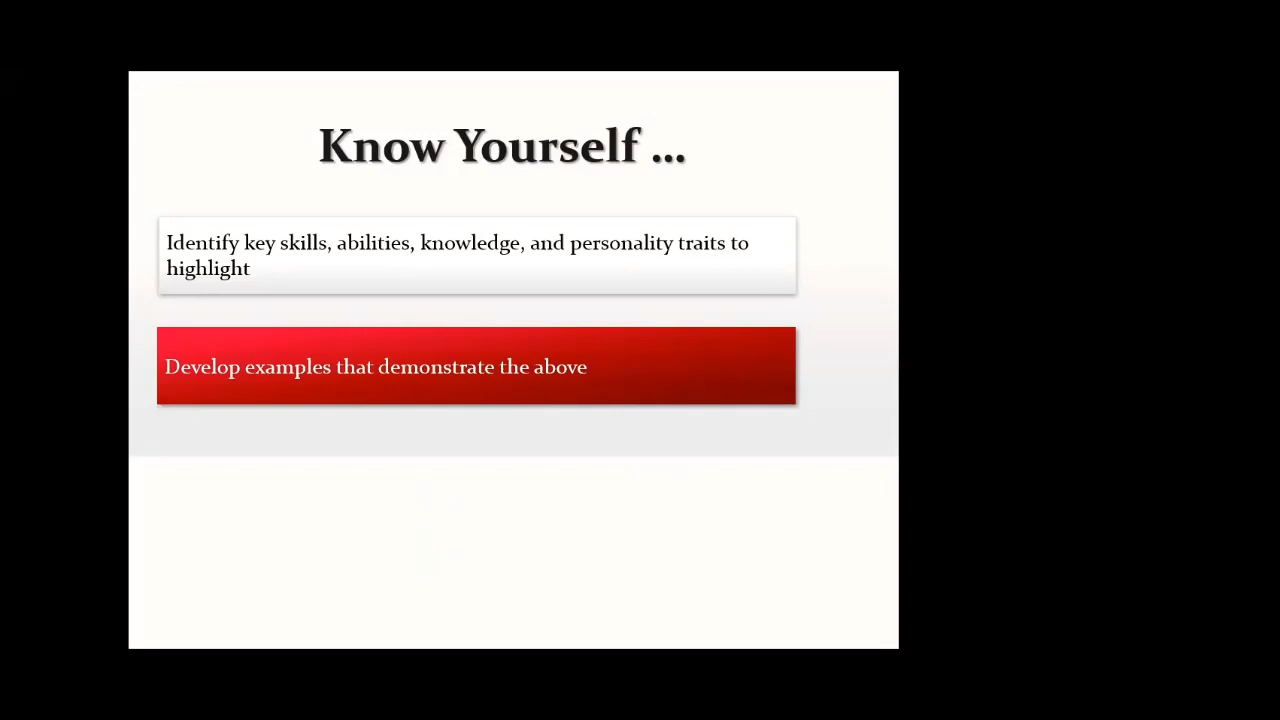 Know Yourself ...
Identify key skills, abilities, knowledge, and personality traits to
highlight
Develop examples that demonstrate the above